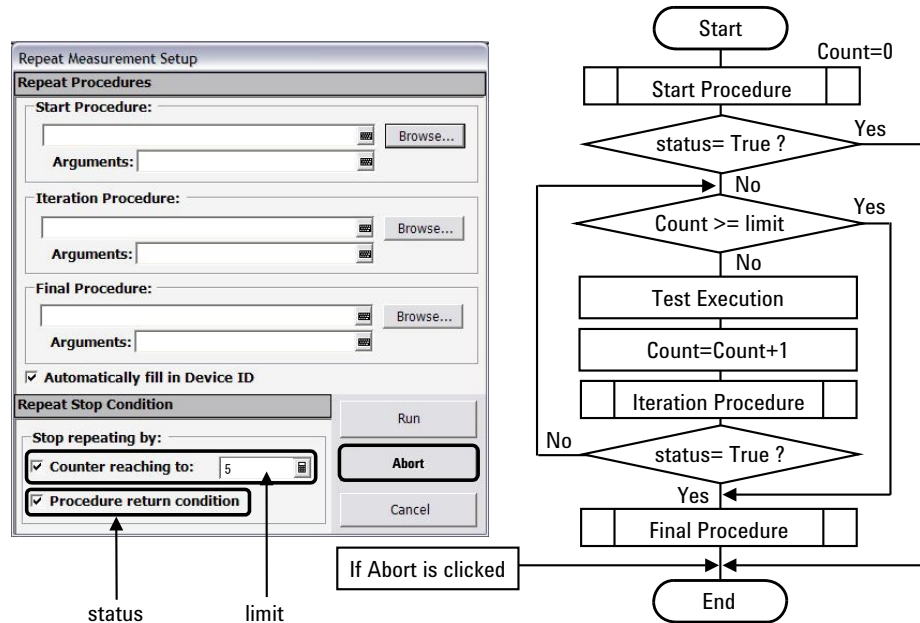 Repeat Measurement Setup
Repeat Procedures
Start Procedure:
Browse...
Arguments:
Iteration Procedure:
Browse...
Arguments:
Final Procedure:
Browse...
Arguments:
Automatically fill in Device ID
Repeat Stop Condition
Stop repeating by:
Counter reaching to:
5
Procedure return condition
Run
Abort
Cancel
status
limit
Start
Count=0
Start Procedure
status= True ?
Yes
No
Count >= limit
Yes
No
Test Execution
Count=Count+1
Iteration Procedure
No
status= True ?
Yes
Final Procedure
If Abort is clicked
End